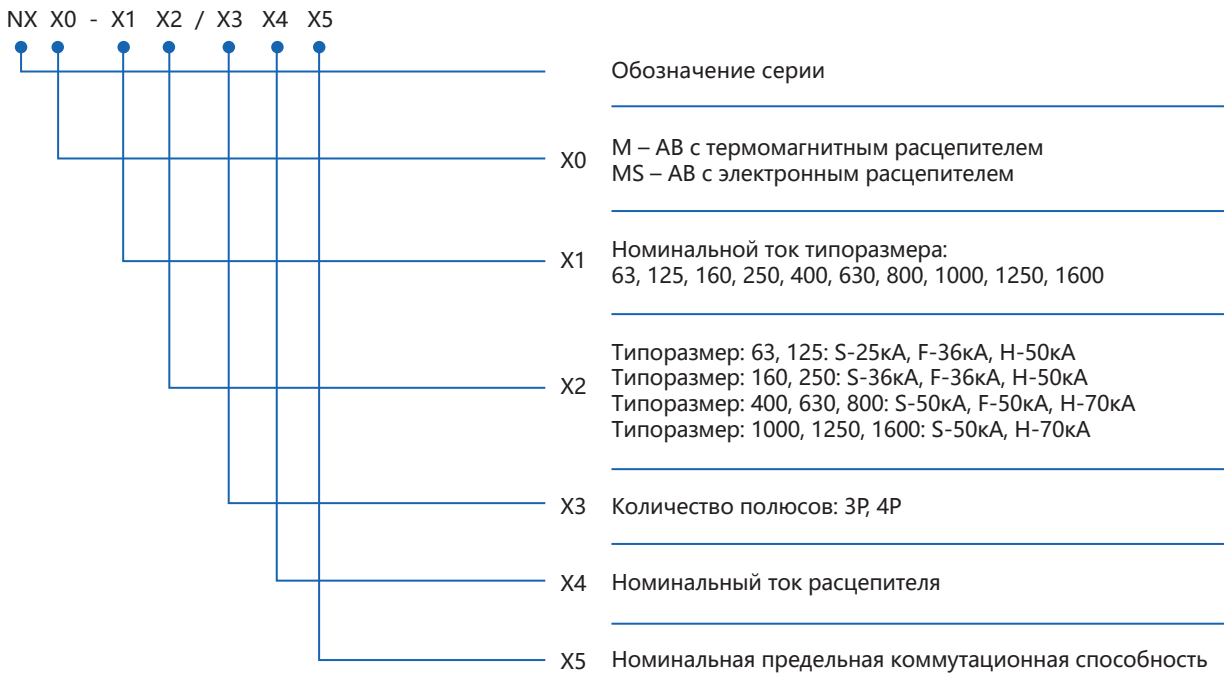 NX X0 - X1 X2 / X3 X4 X5
Обозначение серии
X0
M – АВ с термомагнитным расцепителем
MS – АВ с электронным расцепителем
X1
Номинальной ток типоразмера:
63, 125, 160, 250, 400, 630, 800, 1000, 1250, 1600
X2
Типоразмер: 63, 125: S-25кА, F-36кА, H-50кА
Типоразмер: 160, 250: S-36кА, F-36кА, H-50кА
Типоразмер: 400, 630, 800: S-50кА, F-50кА, H-70кА
Типоразмер: 1000, 1250, 1600: S-50кА, H-70кА
X3
Количество полюсов: 3P, 4P
X4
Номинальный ток расцепителя
X5
Номинальная предельная коммутационная способность